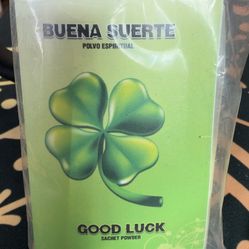 BUENA SUERTE
POLVO ESPIRITUAL
GOOD LUCK
SACHET POWDER